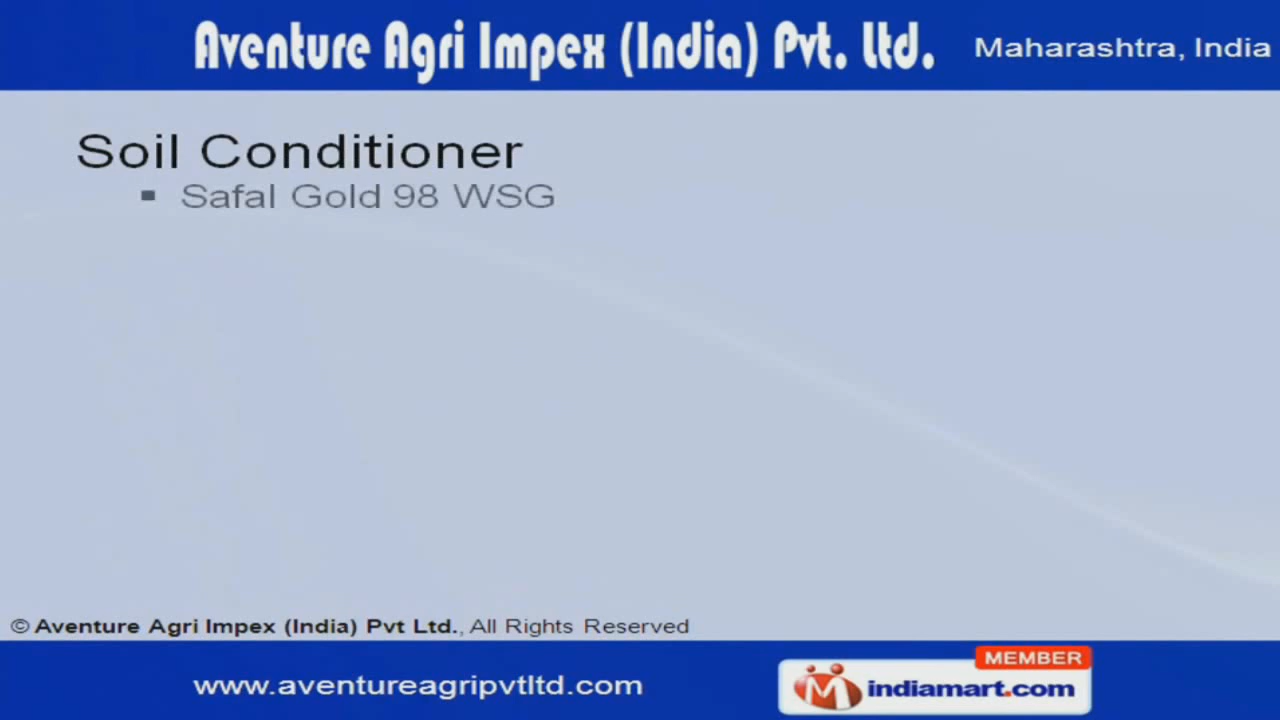 Aventure Agri Impex (India) Pvt. Ltd.
Maharashtra, India
Soil Conditioner
▪ Safal Gold 98 WSG
© Aventure Agri Impex (India) Pvt Ltd., All Rights Reserved
www.aventureagripvtltd.com
MEMBER
indiamart.com